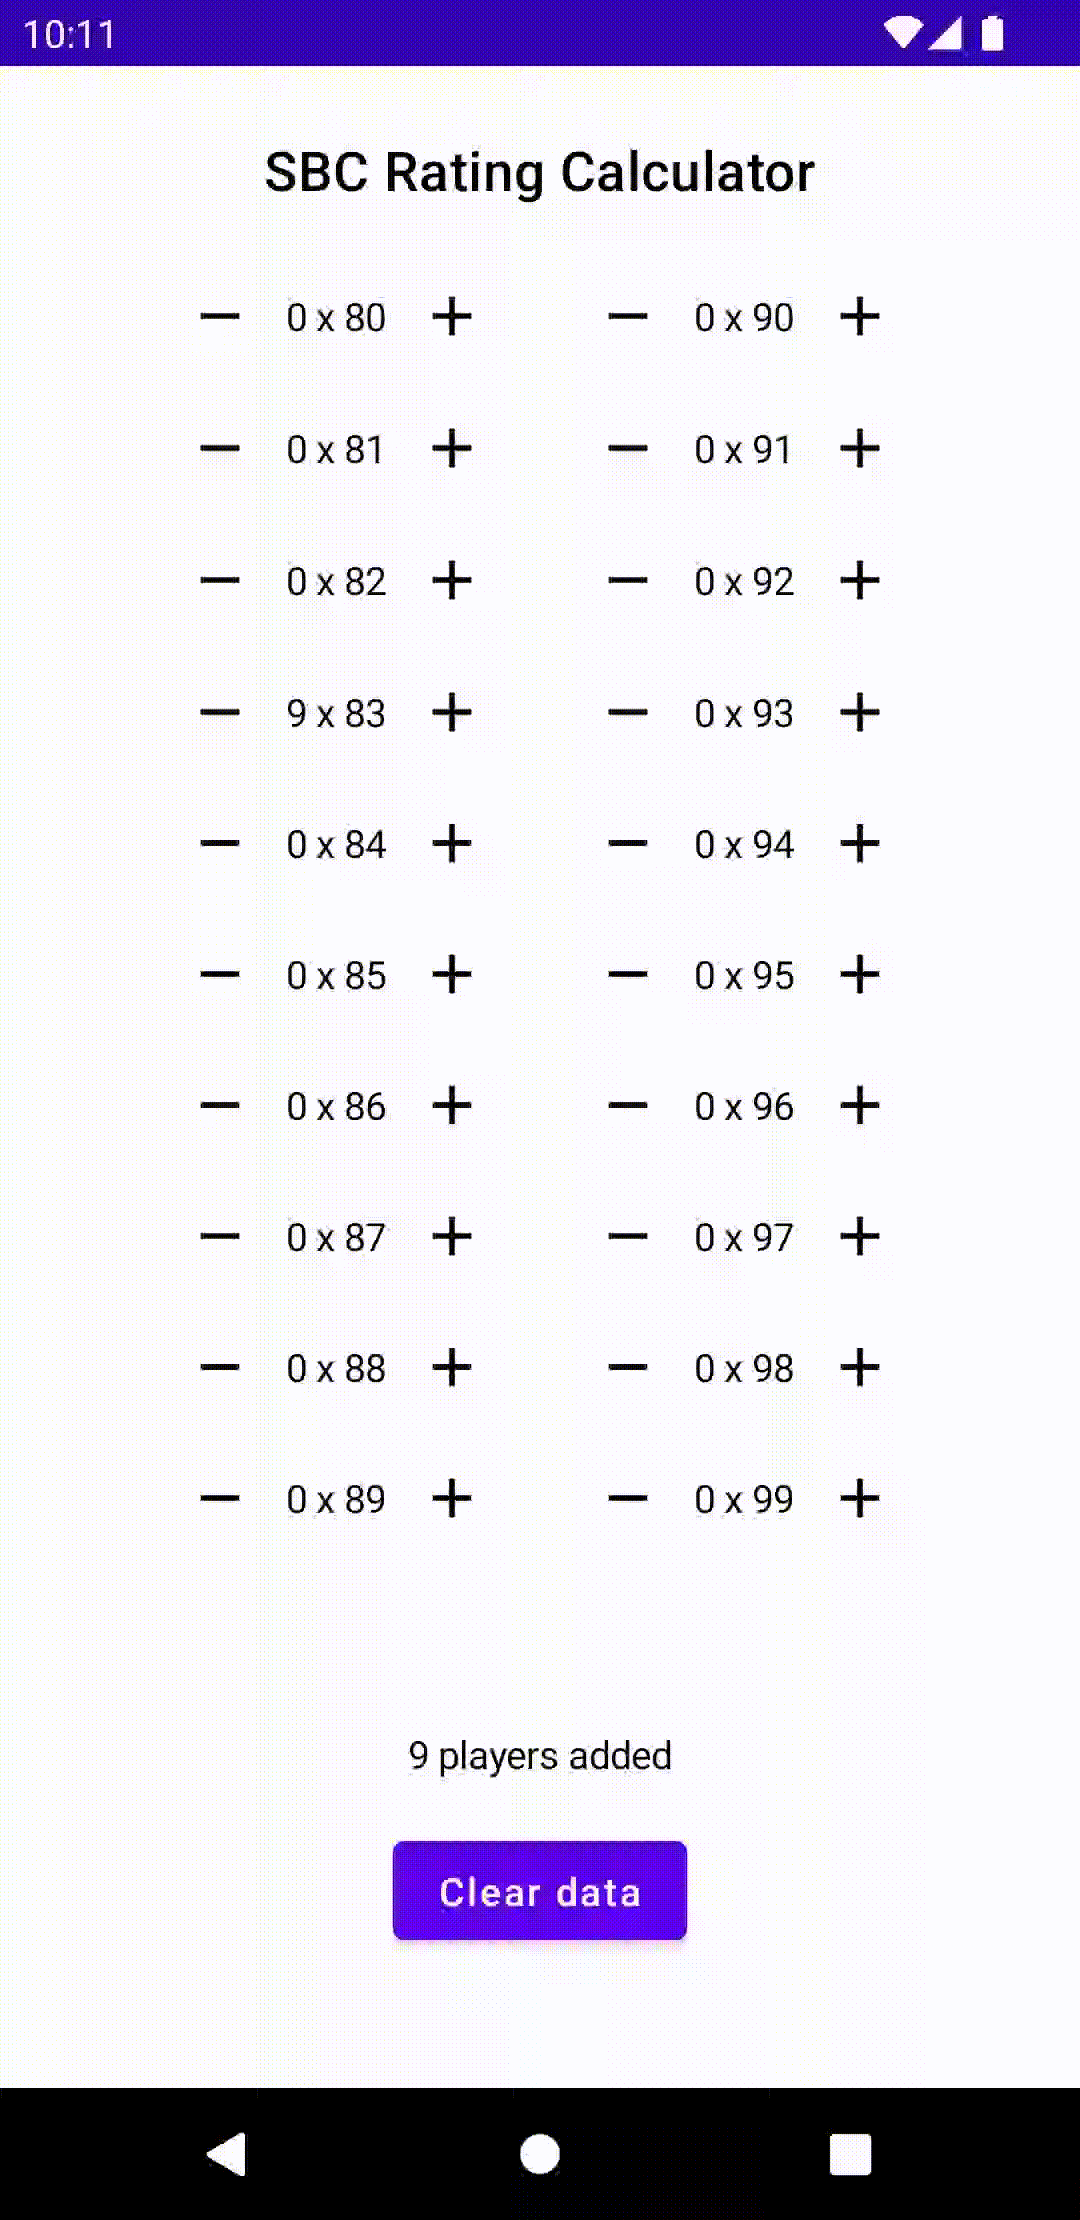 10:11
SBC Rating Calculator
0 x 80 0 x 90
0 x 81 0 x 91
0 x 82 0 x 92
9 x 83 0 x 93
0 x 84 0 x 94
0 x 85 0 x 95
0 x 86 0 x 96
0 x 87 0 x 97
0 x 88 0 x 98
0 x 89 0 x 99
9 players added
Clear data